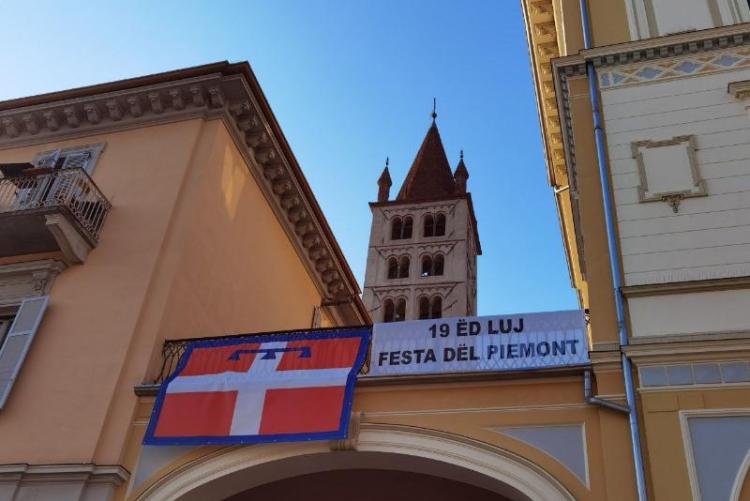 19 ËD LUJ
FESTA DËL PIEMONT